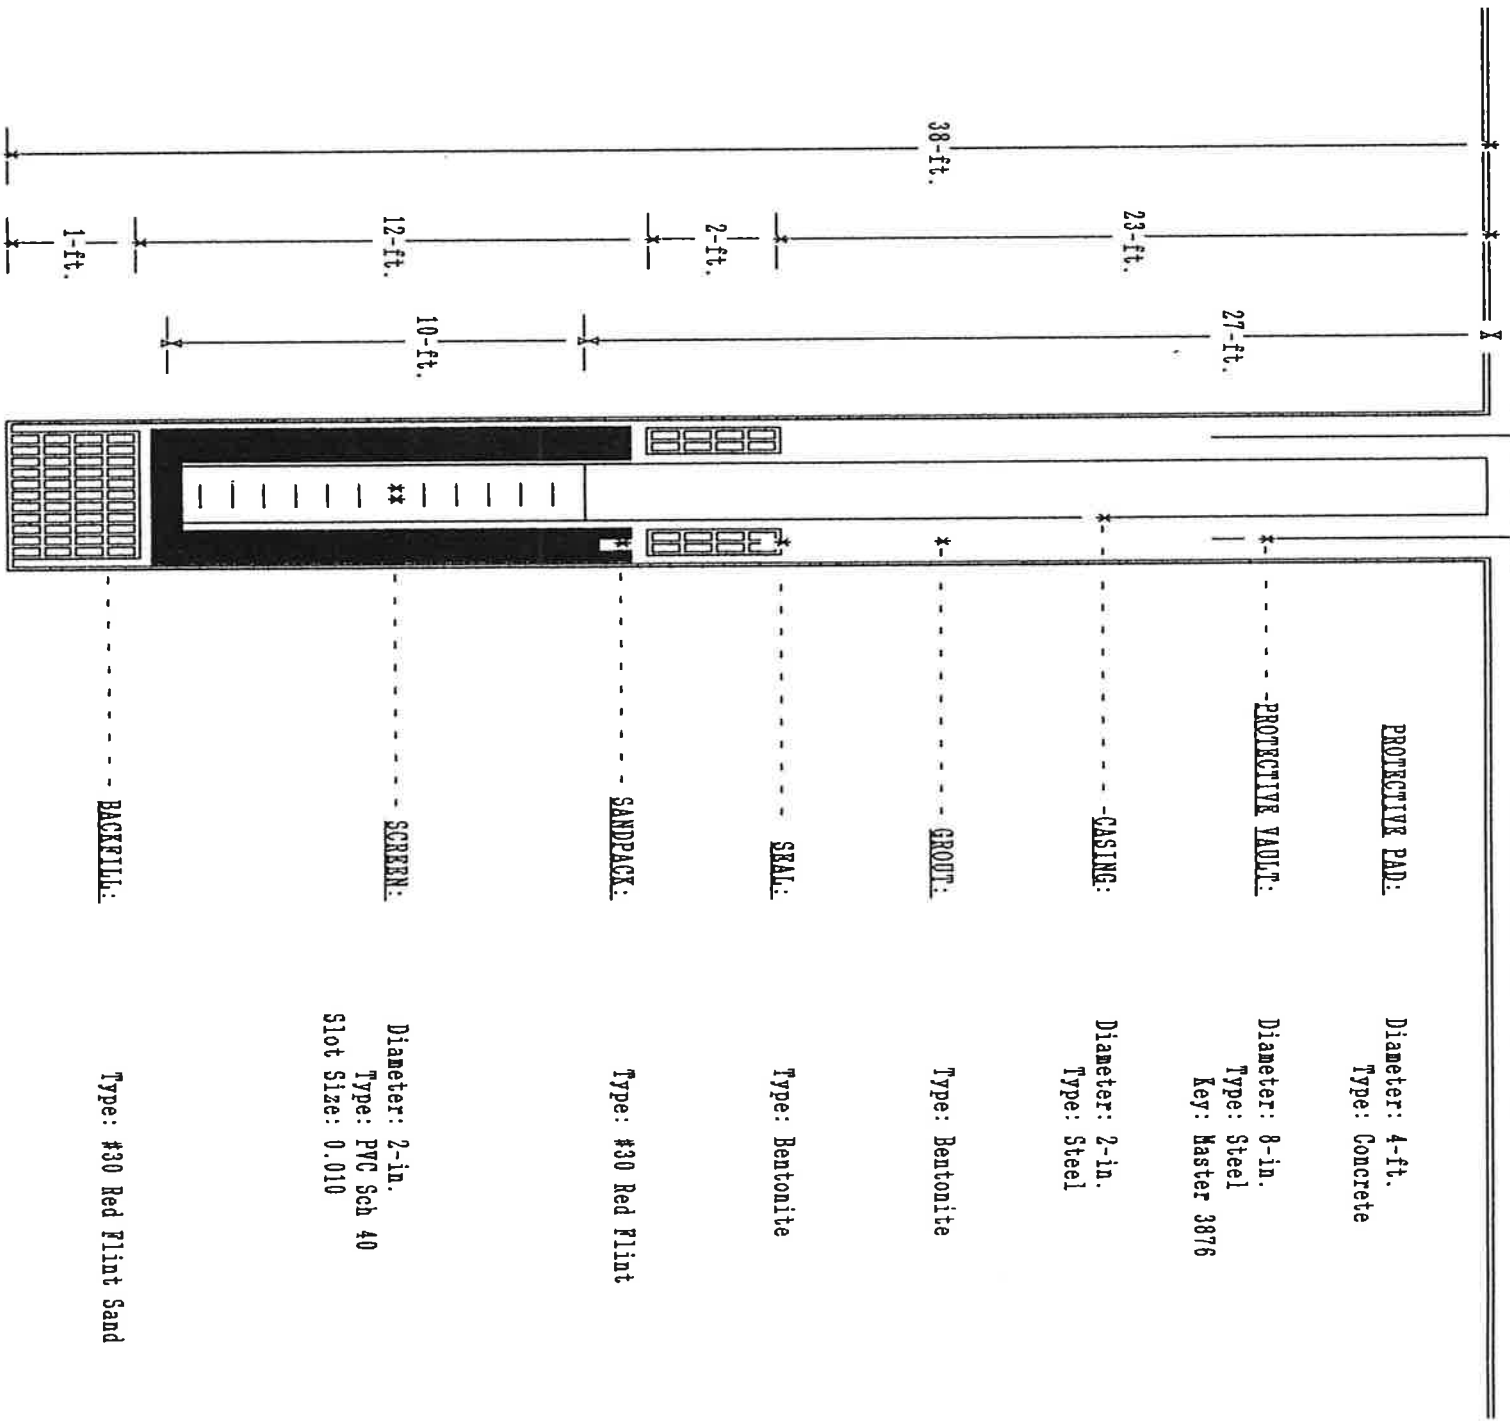 PROTECTIVE PAD:
Diameter: 4-ft.
Type: Concrete
PROTECTIVE VAULT:
Diameter: 8-in.
Type: Steel
Key: Master 3876
CASING:
Diameter: 2-in.
Type: Steel
GROUT:
Type: Bentonite
SEAL:
Type: Bentonite
SANDPACK:
Type: #30 Red Flint
SCREEN:
Diameter: 2-in.
Type: PVC Sch 40
Slot Size: 0.010
BACKFILL:
Type: #30 Red Flint Sand
38-ft.
23-ft.
2-ft.
12-ft.
1-ft.
27-ft.
10-ft.